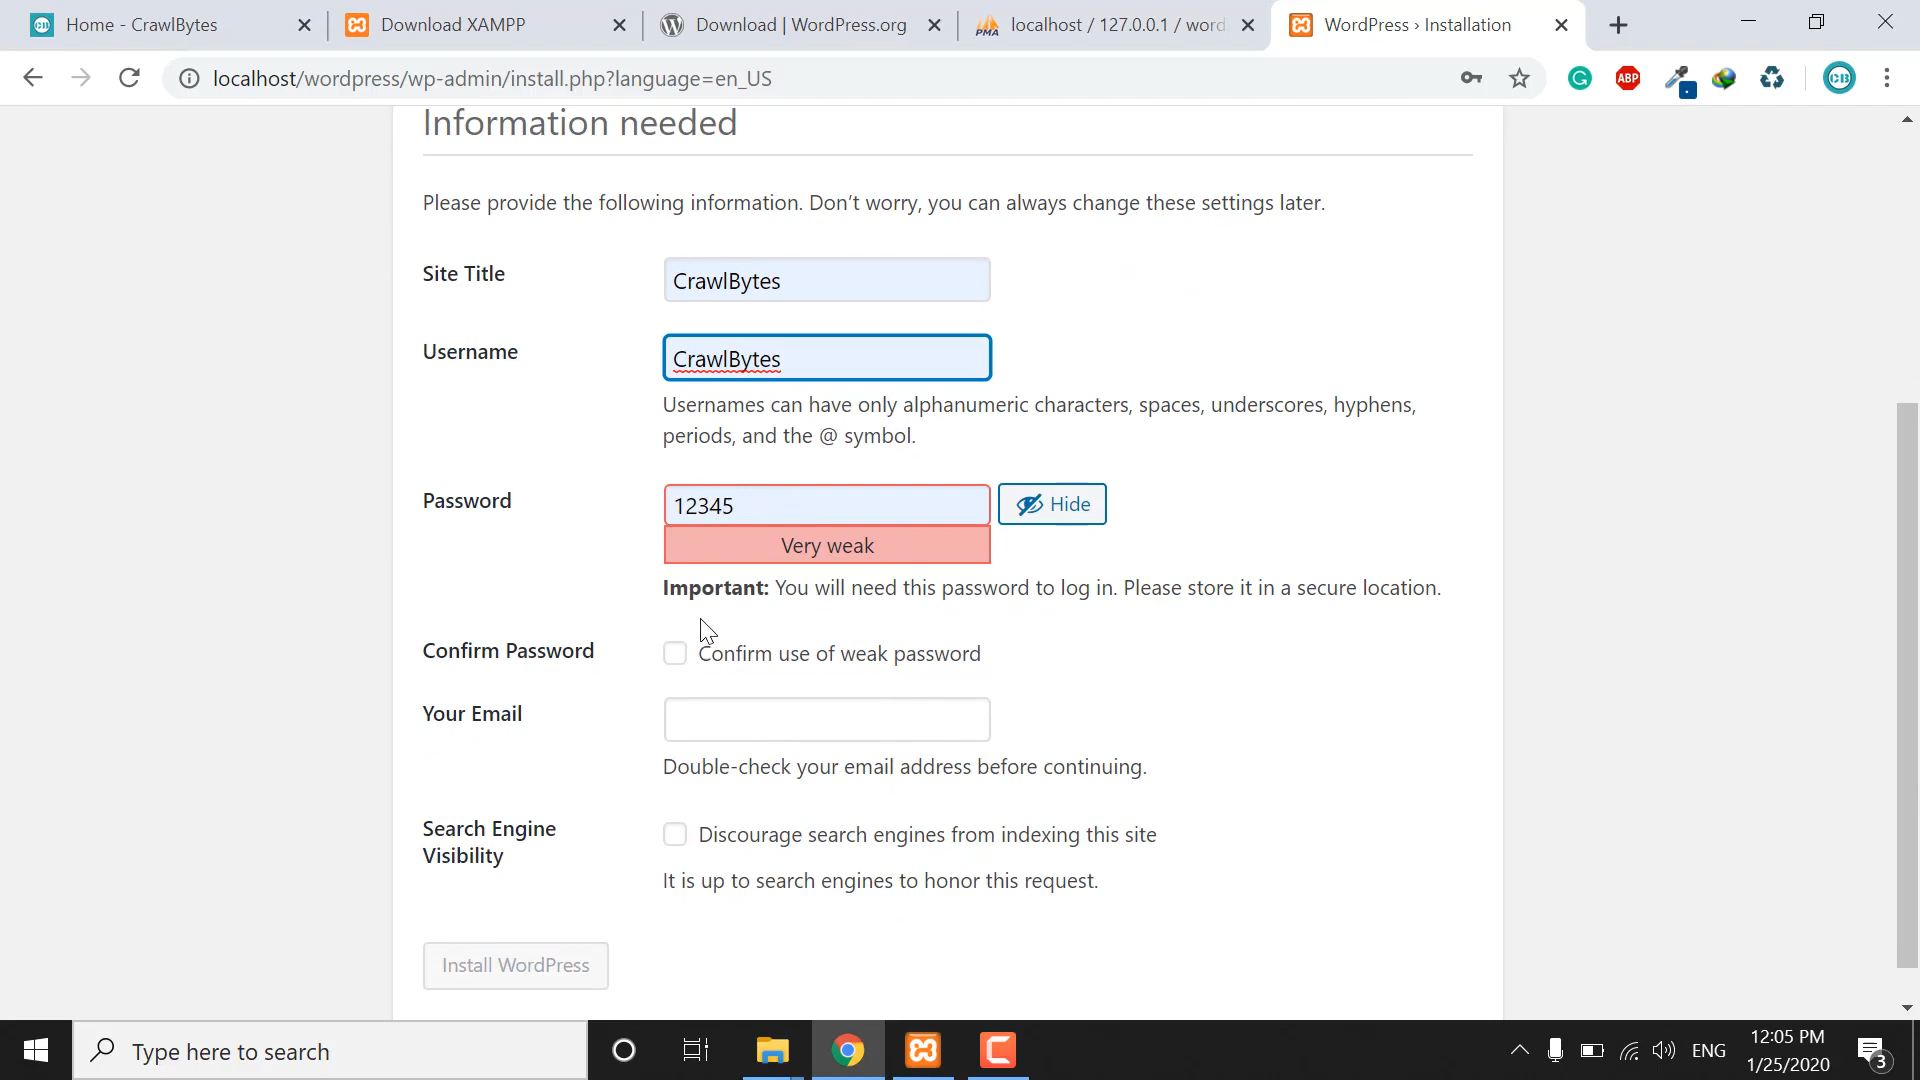 Home - CrawlBytes
Download XAMPP
Download | WordPress.org
PMA
localhost / 127.0.0.1 / word
WordPress › Installation
localhost/wordpress/wp-admin/install.php?language=en_US
ABP
CB
Information needed
Please provide the following information. Don’t worry, you can always change these settings later.
Site Title
CrawlBytes
Username
CrawlBytes
Usernames can have only alphanumeric characters, spaces, underscores, hyphens,
periods, and the @ symbol.
Password
12345
Hide
Very weak
Important: You will need this password to log in. Please store it in a secure location.
Confirm Password
Confirm use of weak password
Your Email
Double-check your email address before continuing.
Search Engine
Visibility
Discourage search engines from indexing this site
It is up to search engines to honor this request.
Install WordPress
Type here to search
ENG
12:05 PM
1/25/2020
3